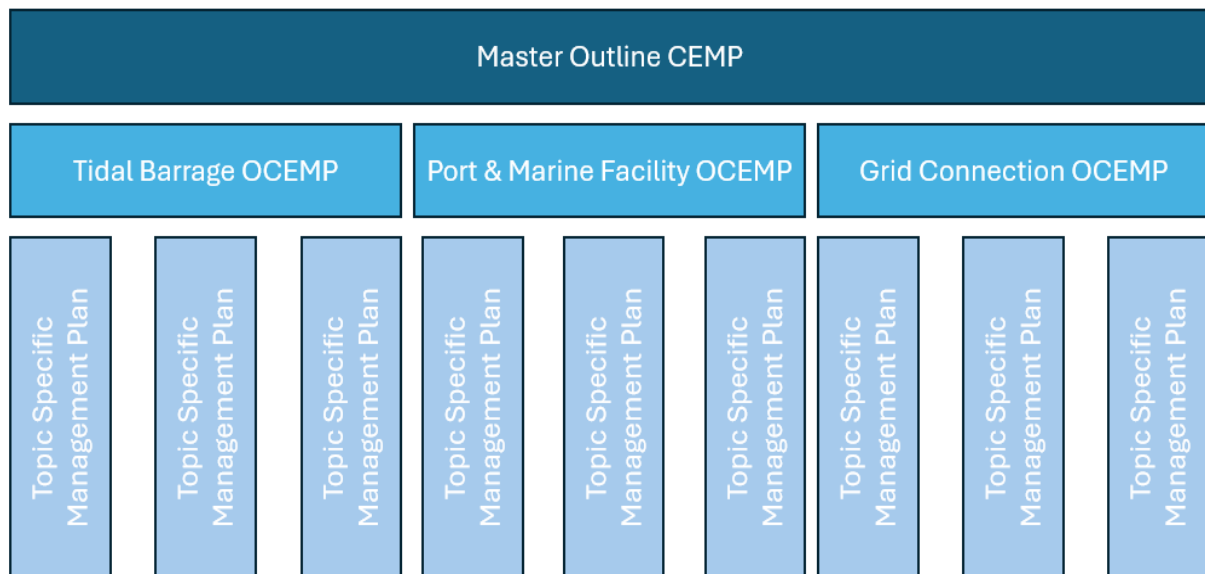 Master Outline CEMP
Tidal Barrage OCEMP
Port & Marine Facility OCEMP
Grid Connection OCEMP
Topic Specific
Management Plan
Topic Specific
Management Plan
Topic Specific
Management Plan
Topic Specific
Management Plan
Topic Specific
Management Plan
Topic Specific
Management Plan
Topic Specific
Management Plan
Topic Specific
Management Plan
Topic Specific
Management Plan